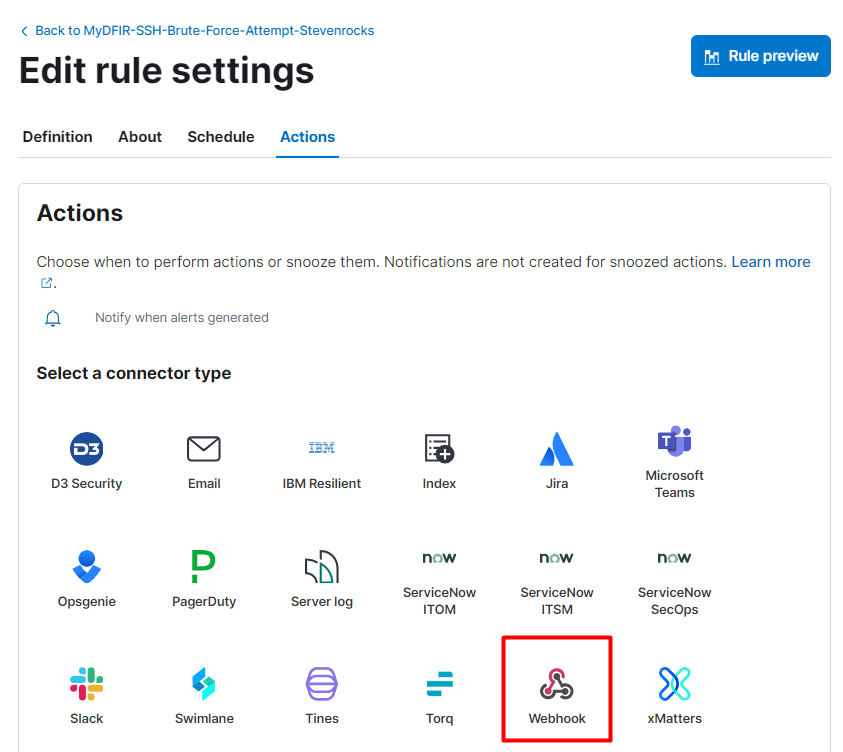 Back to MyDFIR-SSH-Brute-Force-Attempt-Stevenrocks
Edit rule settings
Rule preview
Definition About Schedule Actions
Actions
Choose when to perform actions or snooze them. Notifications are not created for snoozed actions. Learn more
.
Notify when alerts generated
Select a connector type
D3
IBM
T
D3 Security Email IBM Resilient Index Jira Microsoft
Teams
now now now
Opsgenie PagerDuty Server log ServiceNow
ITOM ServiceNow
ITSM ServiceNow
SecOps
Slack Swimlane Tines Torq Webhook xMatters